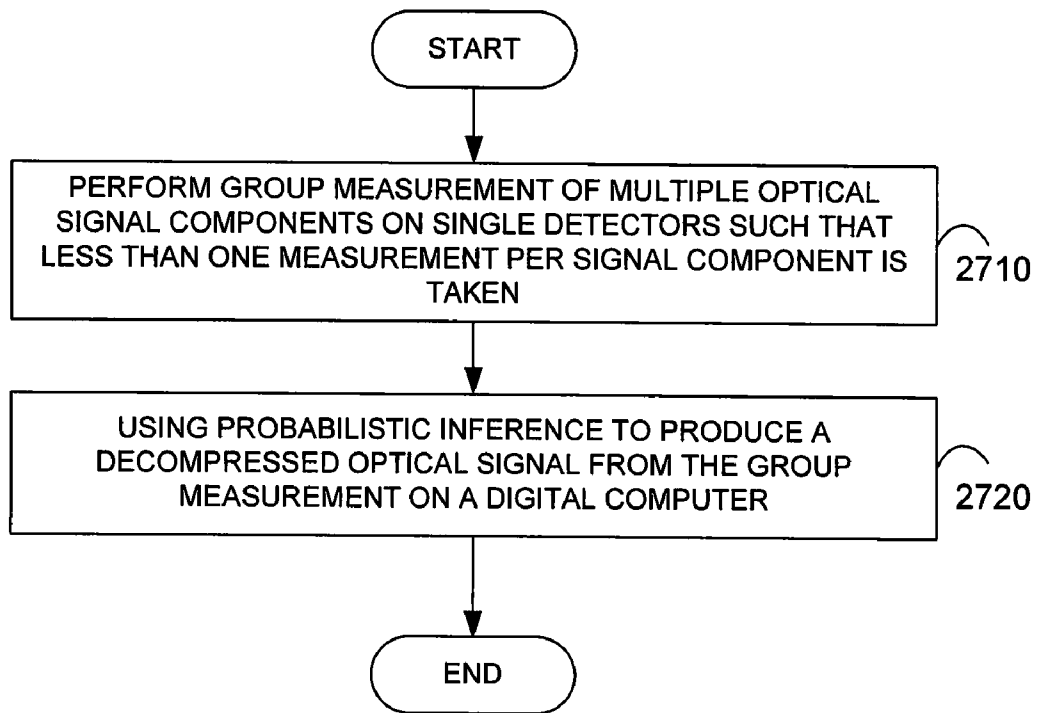 START
PERFORM GROUP MEASUREMENT OF MULTIPLE OPTICAL
SIGNAL COMPONENTS ON SINGLE DETECTORS SUCH THAT
LESS THAN ONE MEASUREMENT PER SIGNAL COMPONENT IS
TAKEN
2710
USING PROBABILISTIC INFERENCE TO PRODUCE A
DECOMPRESSED OPTICAL SIGNAL FROM THE GROUP
MEASUREMENT ON A DIGITAL COMPUTER
2720
END